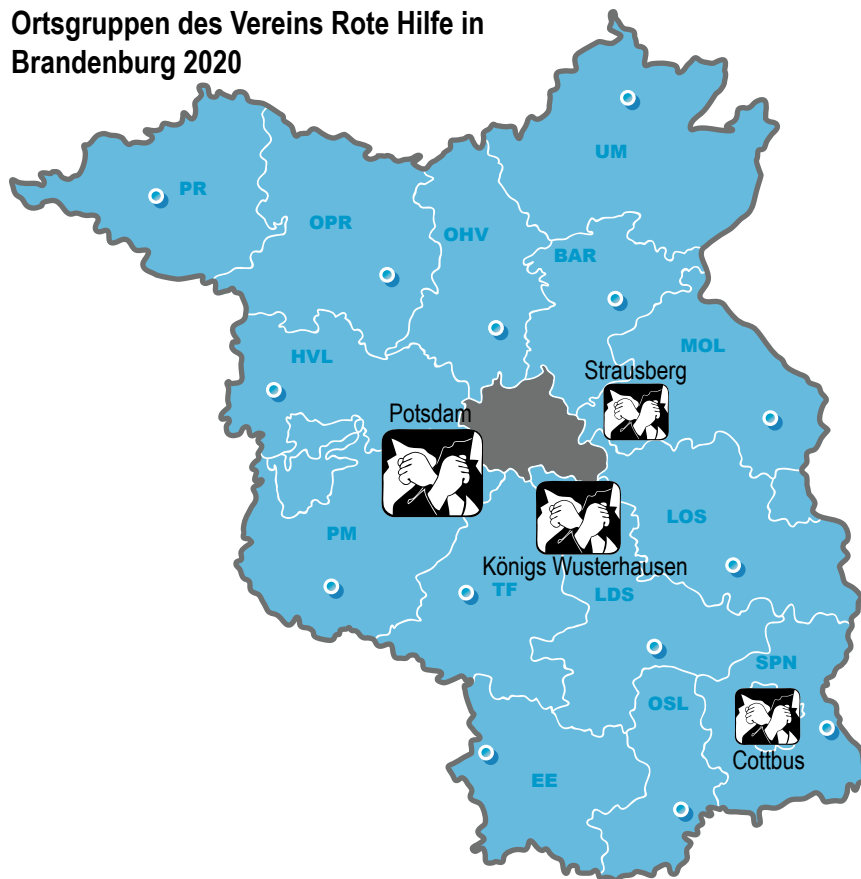 Ortsgruppen des Vereins Rote Hilfe in
Brandenburg 2020
UM
PR
OPR
OHV
BAR
MOL
HVL
Strausberg
Potsdam
LOS
PM
Königs Wusterhausen
TF
LDS
SPN
OSL
Cottbus
EE